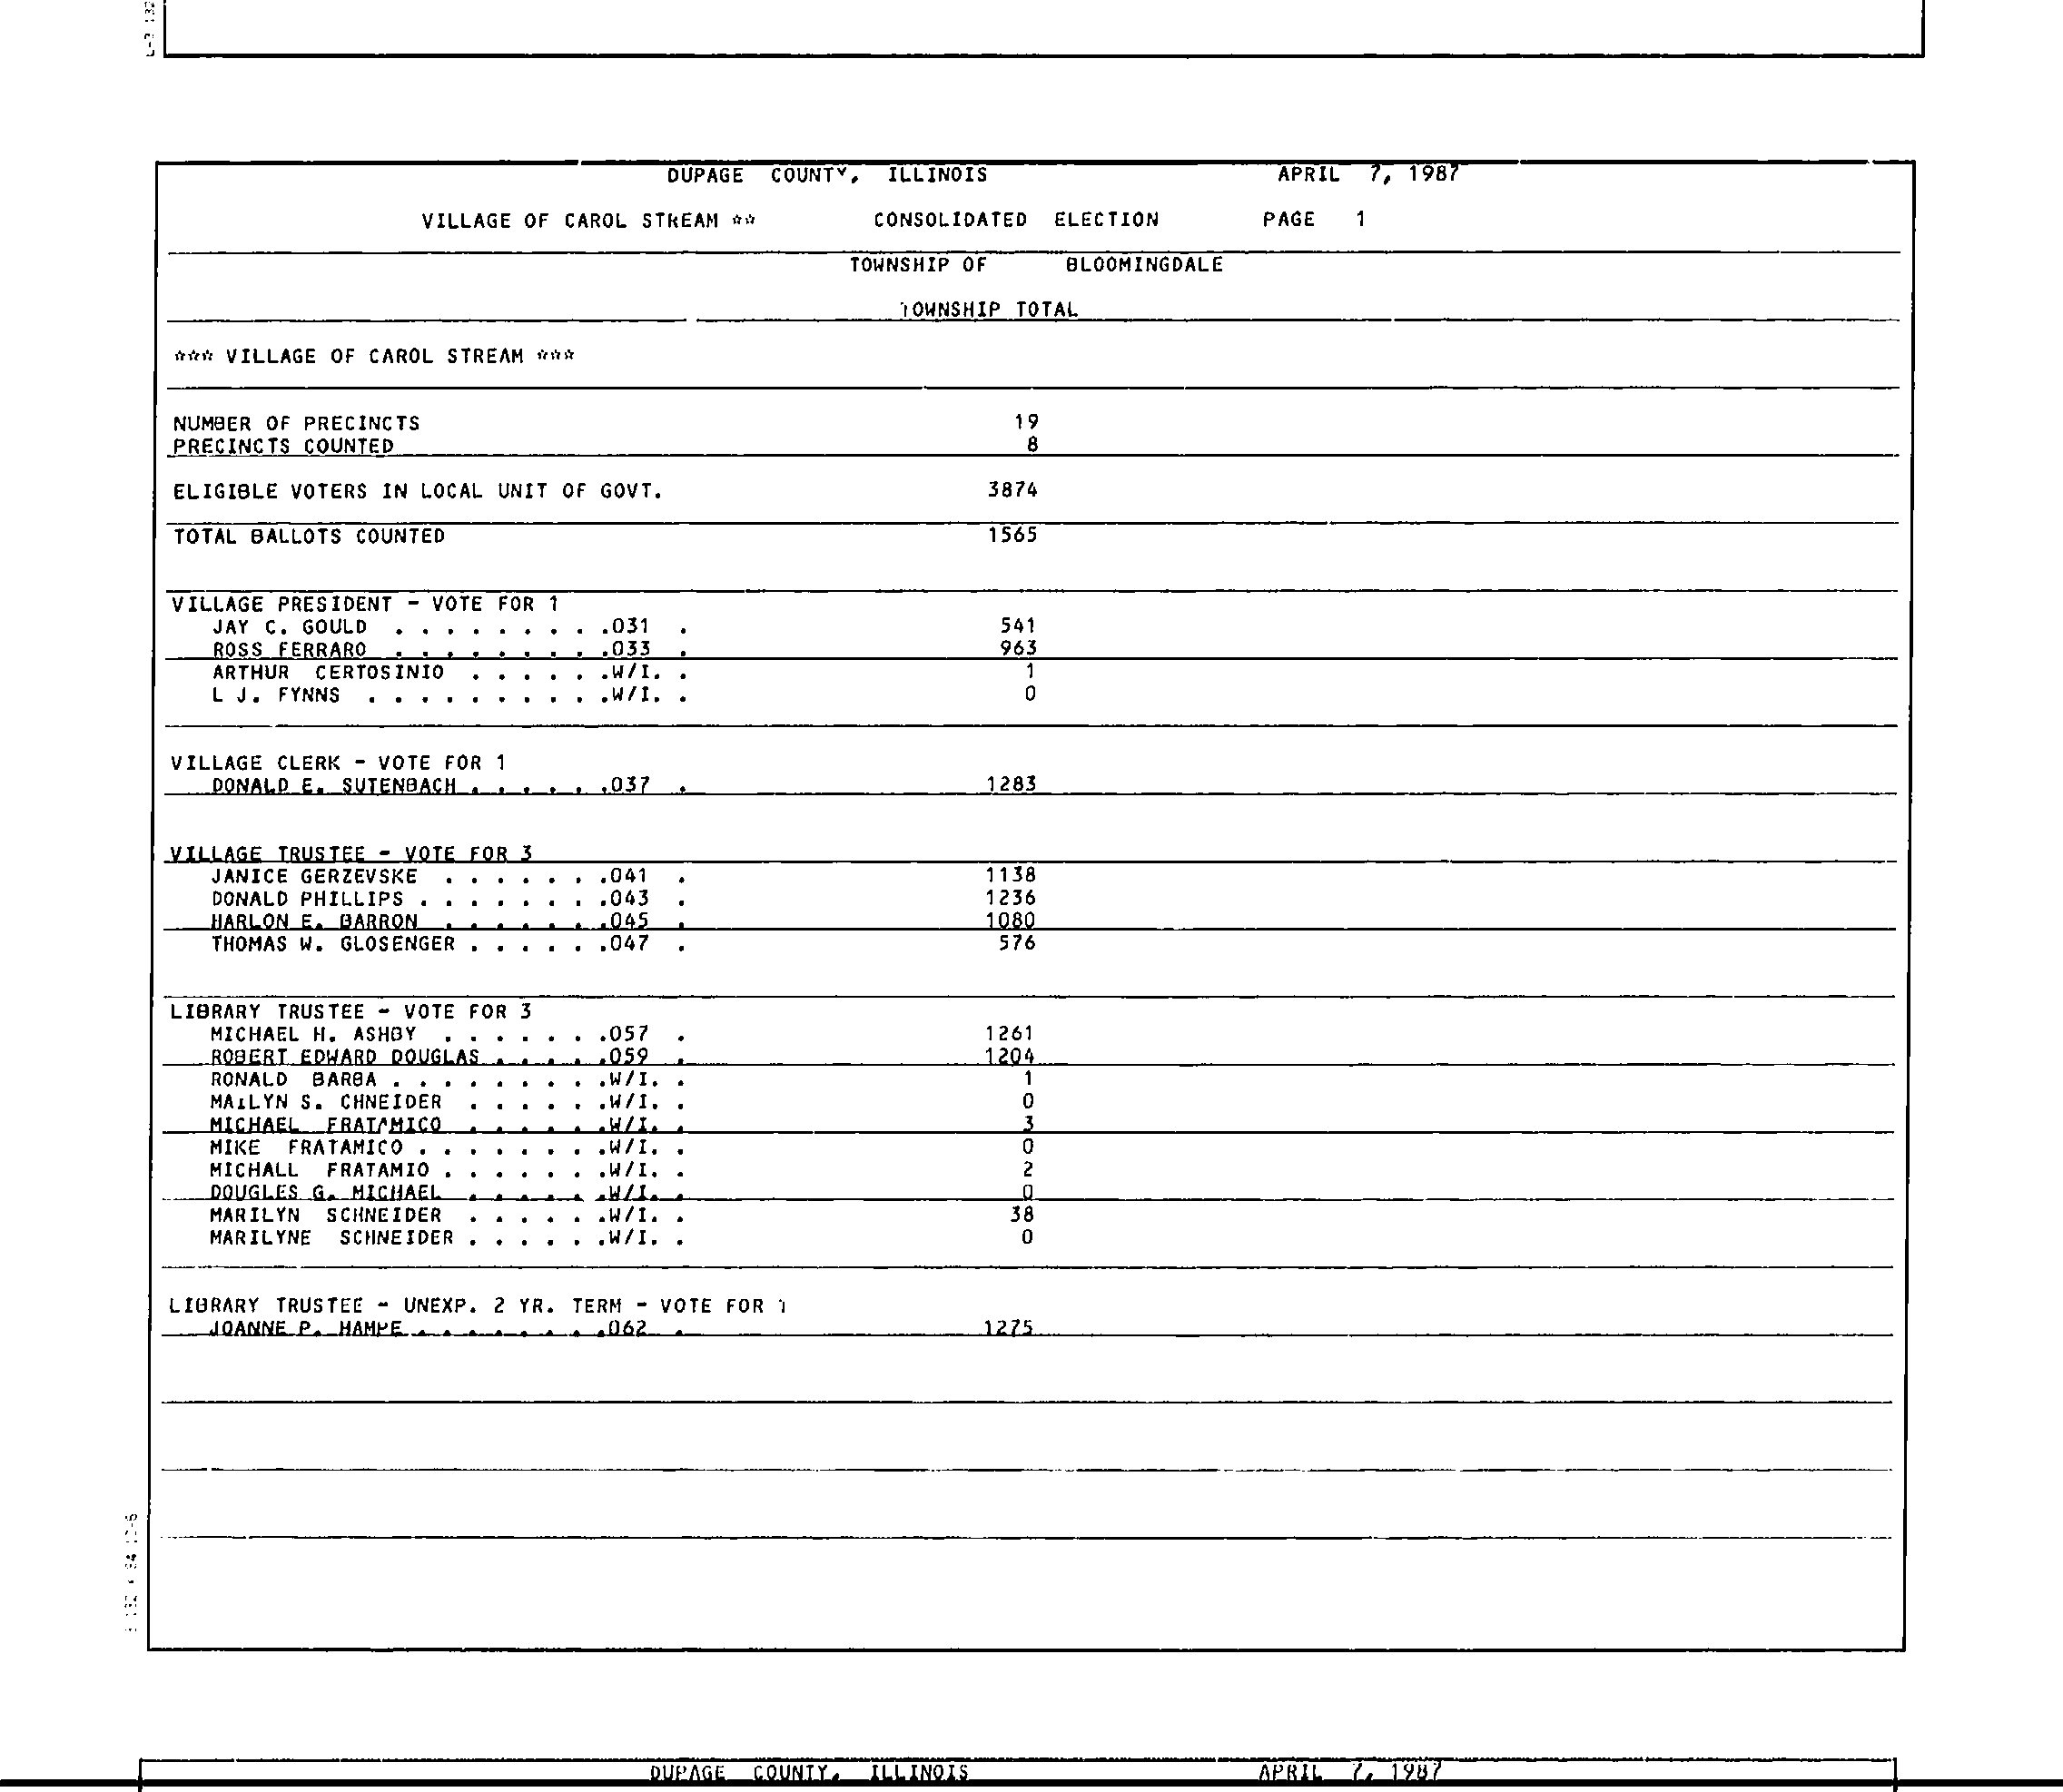 DUPAGE COUNTY, ILLINOIS APRIL 7, 1987
VILLAGE OF CAROL STREAM ** CONSOLIDATED ELECTION PAGE 1
TOWNSHIP OF BLOOMINGDALE
TOWNSHIP TOTAL
*** VILLAGE OF CAROL STREAM ***
NUMBER OF PRECINCTS 19
PRECINCTS COUNTED 8
ELIGIBLE VOTERS IN LOCAL UNIT OF GOVT. 3874
TOTAL BALLOTS COUNTED 1565
VILLAGE PRESIDENT - VOTE FOR 1
JAY C. GOULD . . . . . . . . .031 . 541
ROSS FERRARO . . . . . . . . .033 . 963
ARTHUR CERTOSINIO . . . . . .W/I. . 1
L J. FYNNS . . . . . . . . . .W/I. . 0
VILLAGE CLERK - VOTE FOR 1
DONALD E. SUTENBACH . . . . . .037 . 1283
VILLAGE TRUSTEE - VOTE FOR 3
JANICE GERZEVSKE . . . . . . .041 . 1138
DONALD PHILLIPS . . . . . . . .043 . 1236
HARLON E. BARRON . . . . . . .045 . 1080
THOMAS W. GLOSENGER . . . . . .047 . 576
LIBRARY TRUSTEE - VOTE FOR 3
MICHAEL H. ASHBY . . . . . . .057 . 1261
ROBERT EDWARD DOUGLAS . . . . .059 . 1204
RONALD BARBA . . . . . . . . .W/I. . 1
MAILYN S. CHNEIDER . . . . . .W/I. . 0
MICHAEL FRATAMICO . . . . . .W/I. . 3
MIKE FRATAMICO . . . . . . . .W/I. . 0
MICHALL FRATAMIO . . . . . . .W/I. . 2
DOUGLES G. MICHAEL . . . . . .W/I. . 0
MARILYN SCHNEIDER . . . . . .W/I. . 38
MARILYNE SCHNEIDER . . . . . .W/I. . 0
LIBRARY TRUSTEE - UNEXP. 2 YR. TERM - VOTE FOR 1
JOANNE P. HAMPE . . . . . . . .062 . 1275
DUPAGE COUNTY, ILLINOIS APRIL 7, 1987